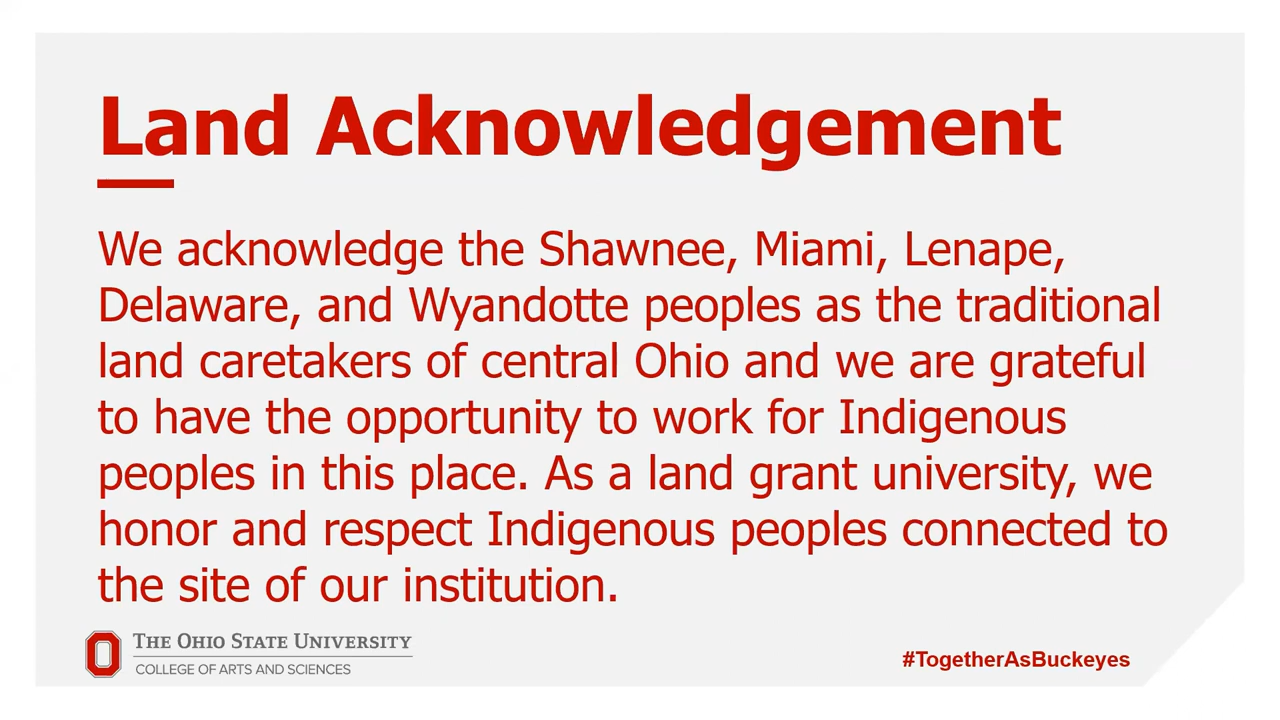 Land Acknowledgement
We acknowledge the Shawnee, Miami, Lenape,
Delaware, and Wyandotte peoples as the traditional
land caretakers of central Ohio and we are grateful
to have the opportunity to work for Indigenous
peoples in this place. As a land grant university, we
honor and respect Indigenous peoples connected to
the site of our institution.
THE OHIO STATE UNIVERSITY
COLLEGE OF ARTS AND SCIENCES
#TogetherAsBuckeyes